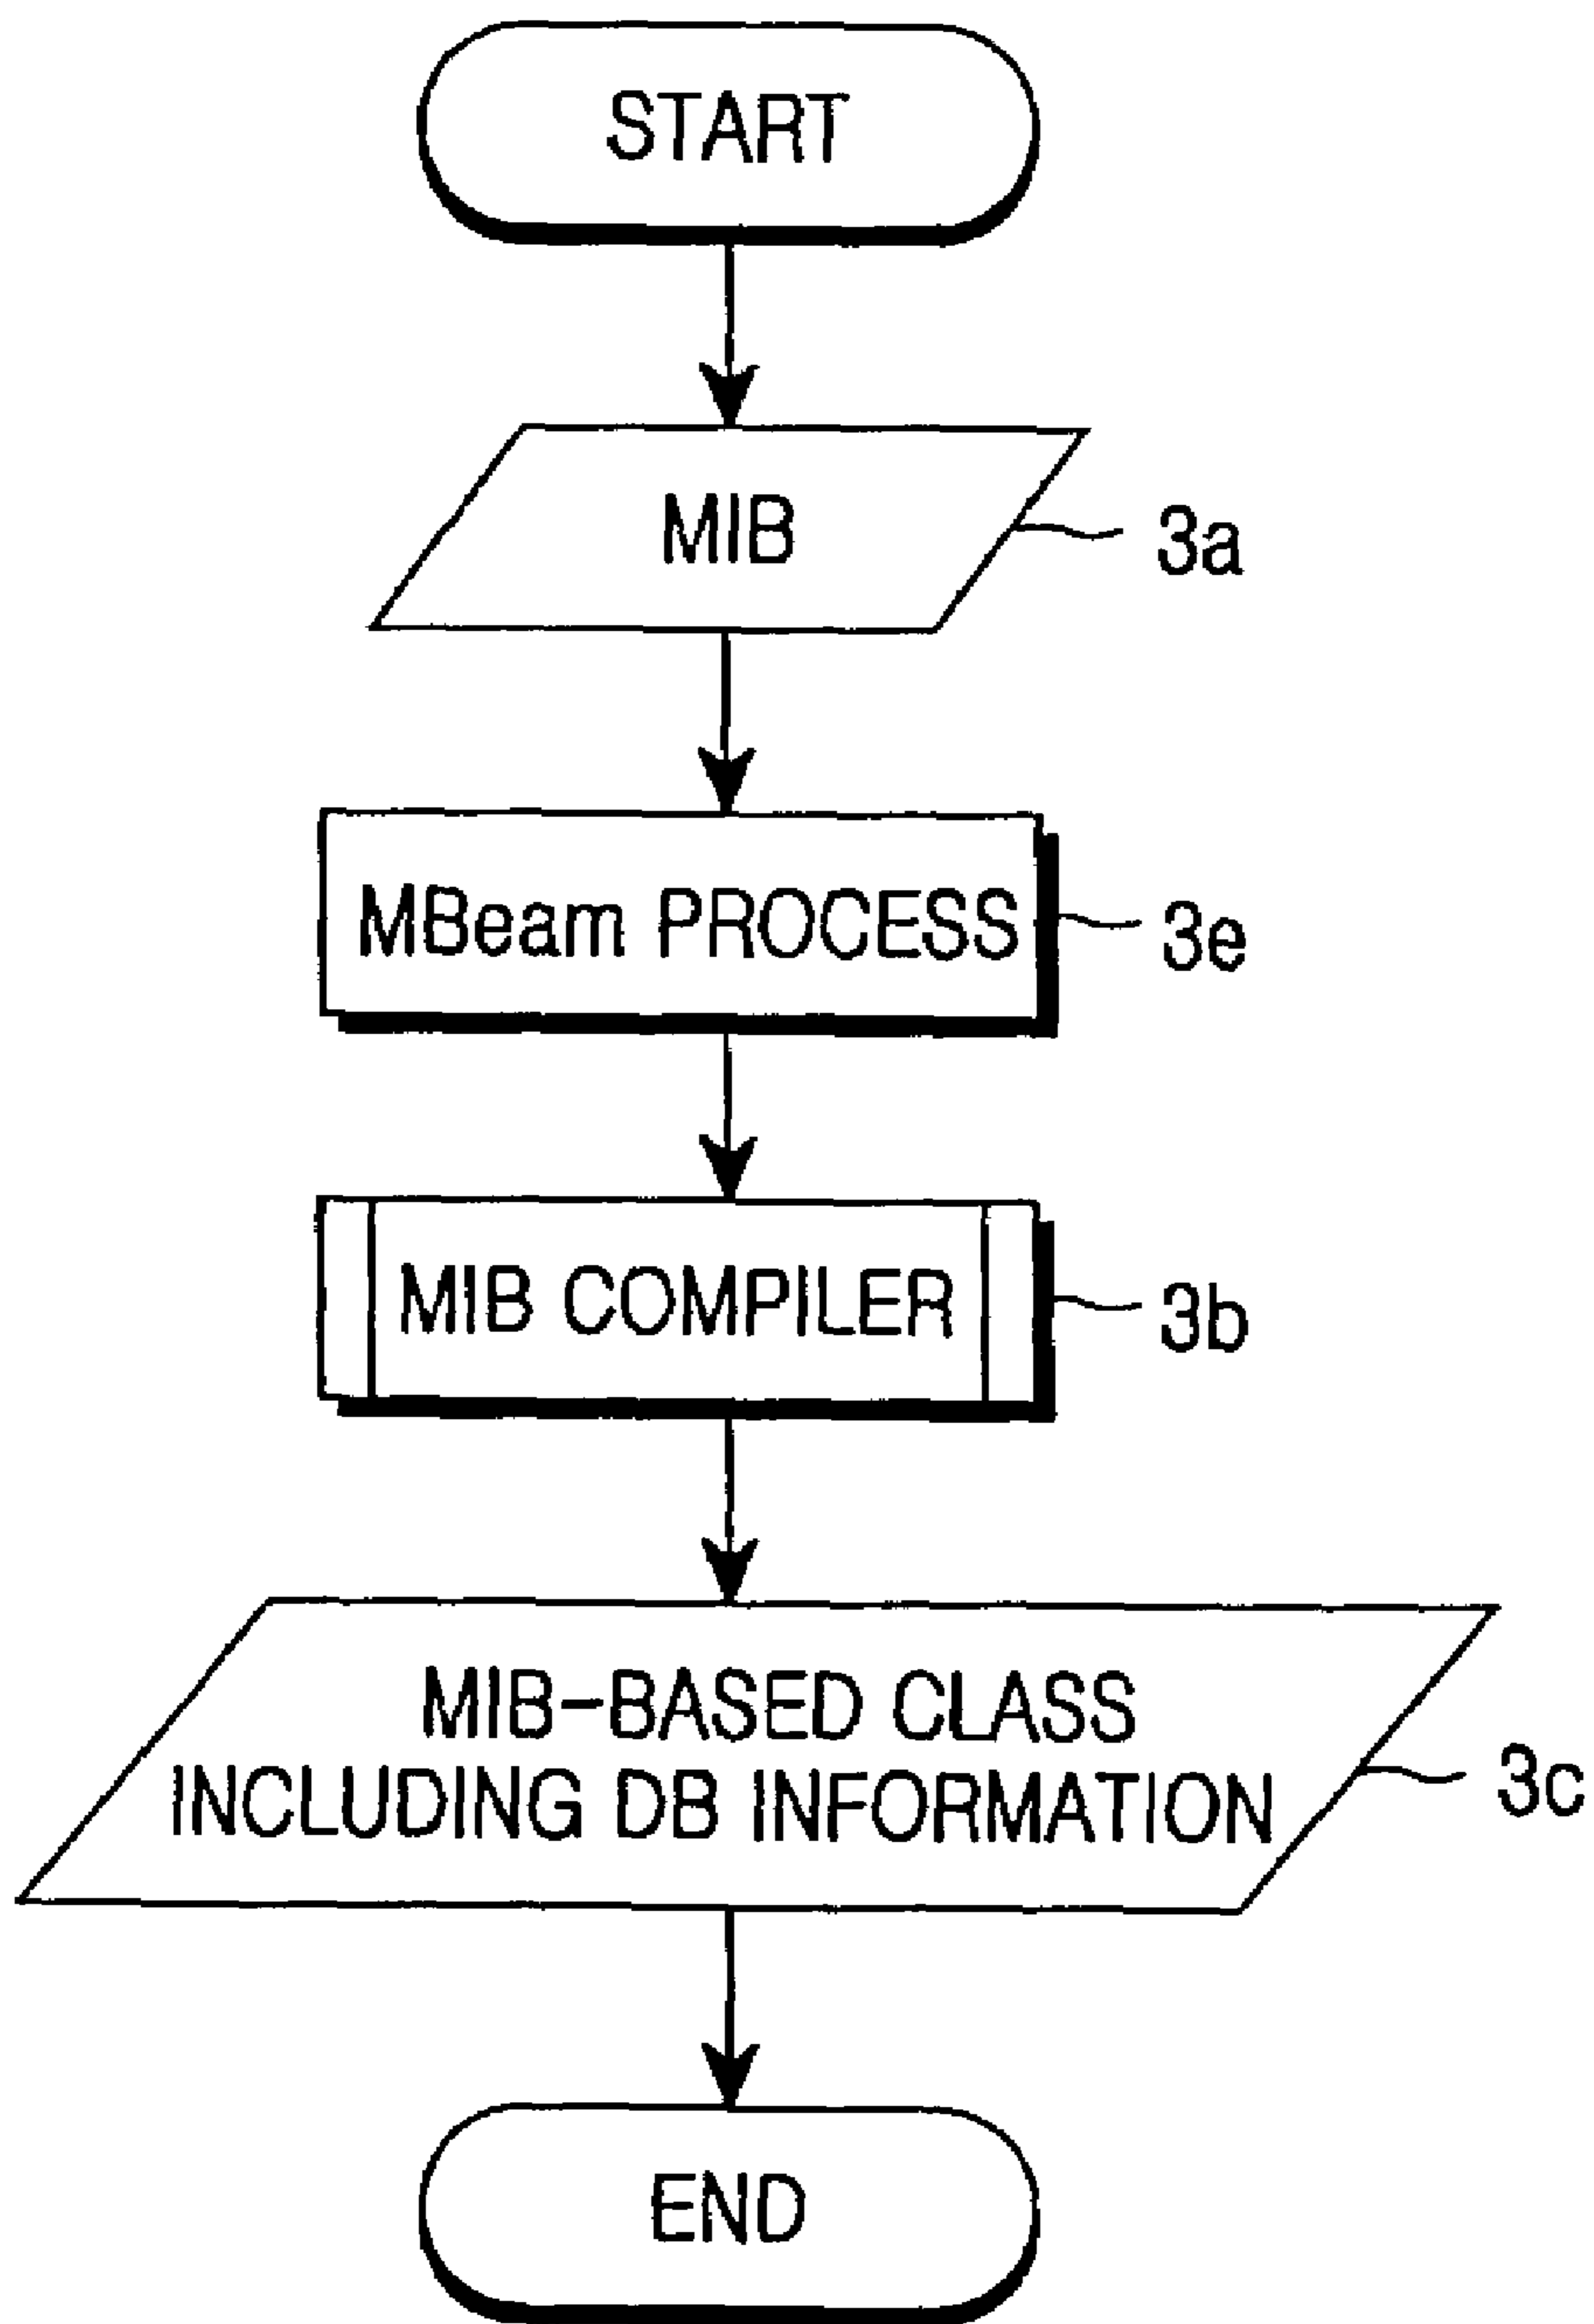 START
MIB
3a
MBeam PROCESS
3e
MIB COMPILER
3b
MIB-BASED CLASS
INCLUDING DB INFORMATION
3c
END